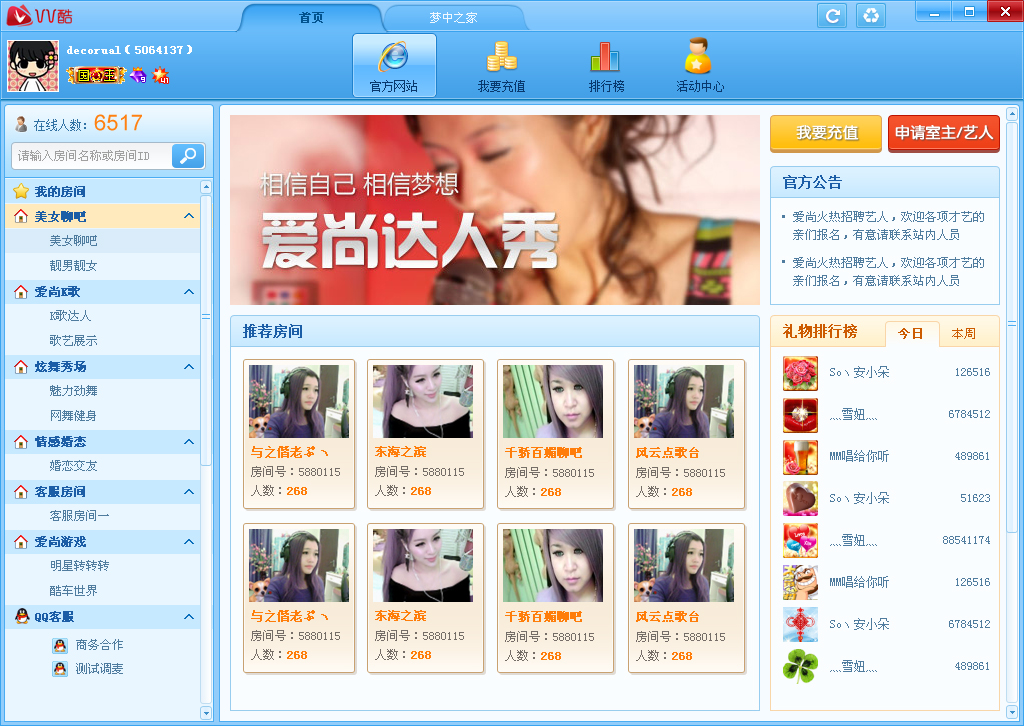 VV酷
首页
梦中之家
decorual ( 5064137 )
国王
官方网站
我要充值
排行榜
活动中心
在线人数: 6517
请输入房间名称或房间ID
我的房间
美女聊吧
美女聊吧
靓男靓女
爱尚K歌
K歌达人
歌艺展示
炫舞秀场
魅力劲舞
网舞健身
情感婚恋
婚恋交友
客服房间
客服房间一
爱尚游戏
明星转转转
酷车世界
QQ客服
商务合作
测试调麦
相信自己 相信梦想
爱尚达人秀
我要充值
申请室主/艺人
官方公告
爱尚火热招聘艺人，欢迎各项才艺的
亲们报名，有意请联系站内人员
爱尚火热招聘艺人，欢迎各项才艺的
亲们报名，有意请联系站内人员
推荐房间
与之偕老ぷヽ
房间号：5880115
人数：268
东海之滨
房间号：5880115
人数：268
千骄百媚聊吧
房间号：5880115
人数：268
风云点歌台
房间号：5880115
人数：268
与之偕老ぷヽ
房间号：5880115
人数：268
东海之滨
房间号：5880115
人数：268
千骄百媚聊吧
房间号：5880115
人数：268
风云点歌台
房间号：5880115
人数：268
礼物排行榜
今日
本周
Soヽ安小朵 126516
灬雪妞灬 6784512
MM唱给你听 489861
Soヽ安小朵 51623
灬雪妞灬 88541174
MM唱给你听 126516
Soヽ安小朵 6784512
灬雪妞灬 489861